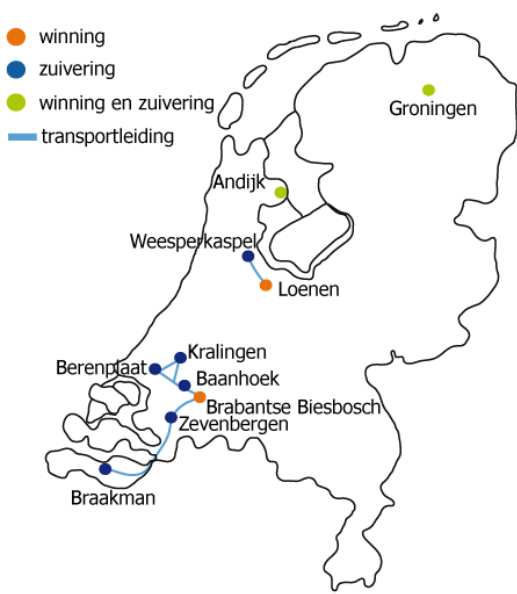 winning
zuivering
winning en zuivering
transportleiding
Groningen
Andijk
Weesperkaspel
Loenen
Kralingen
Berenplaat
Baanhoek
Brabantse Biesbosch
Zevenbergen
Braakman